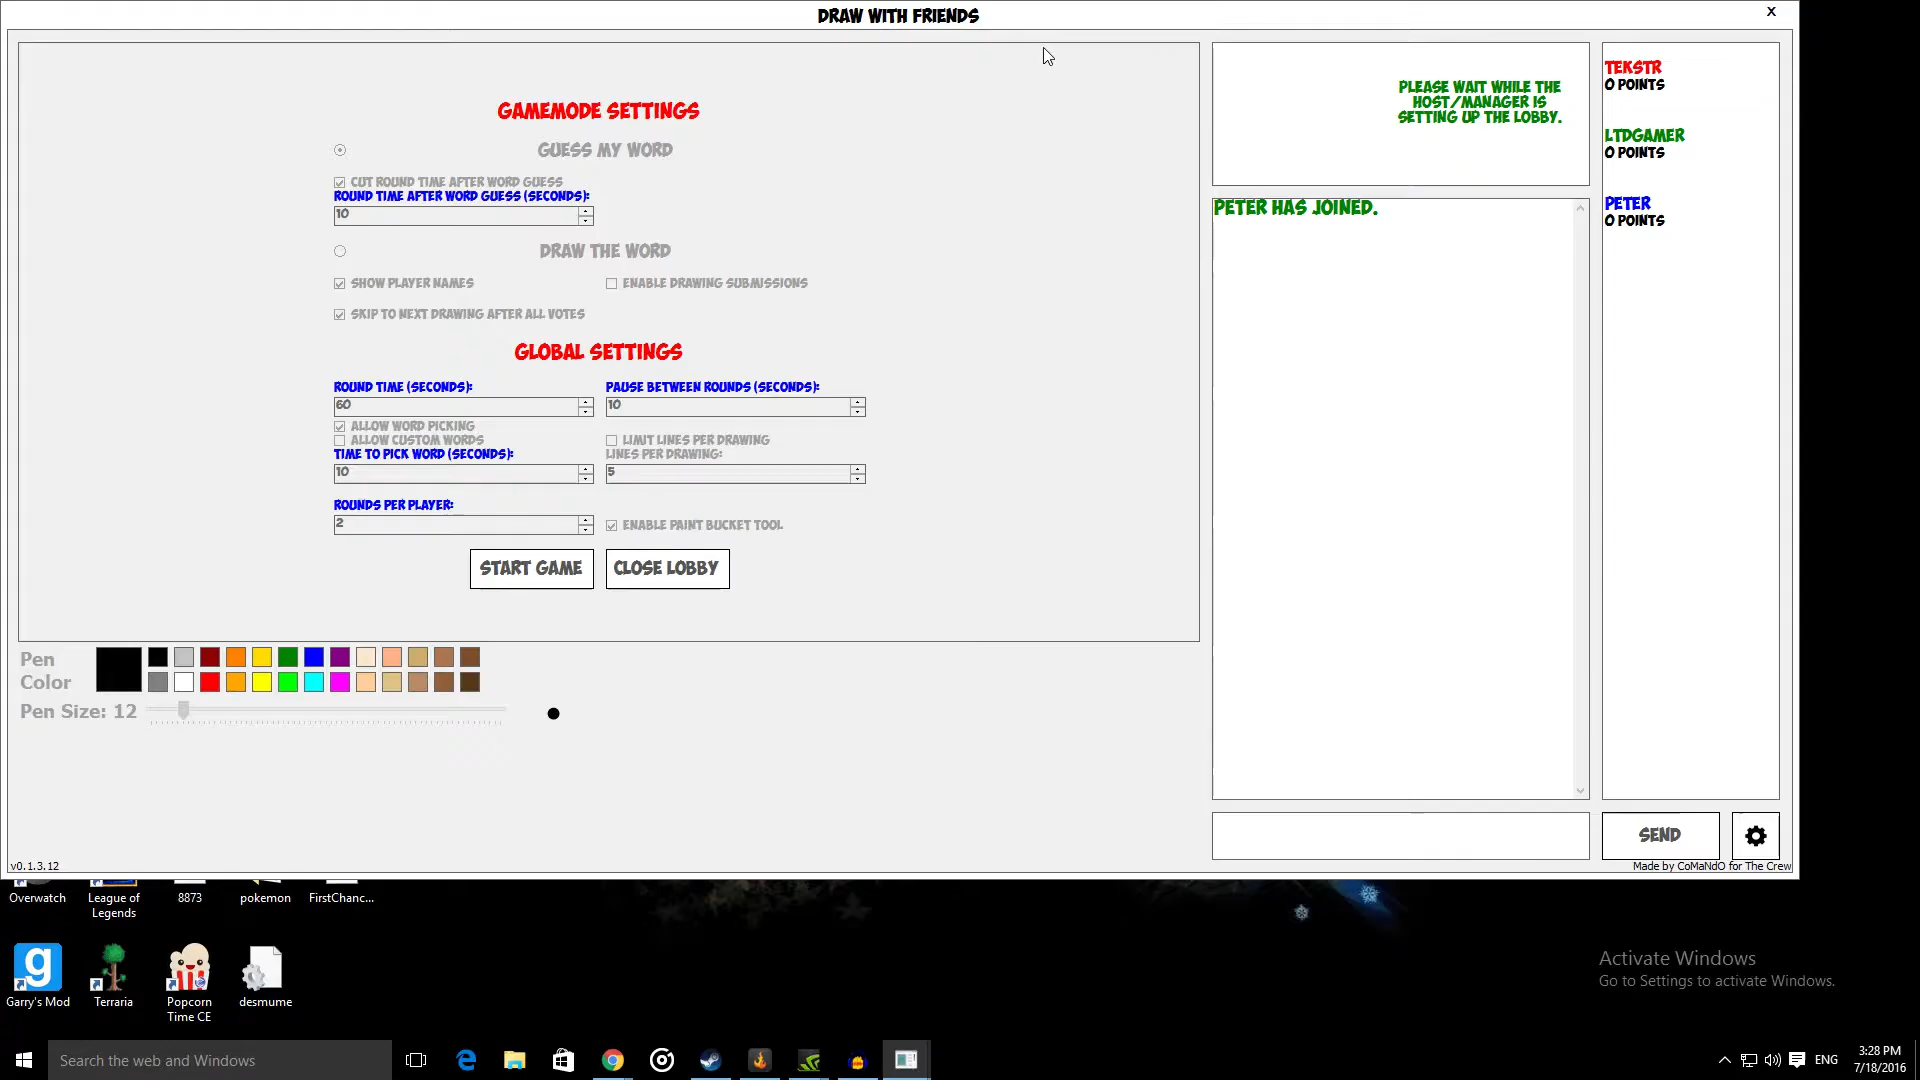 DRAW WITH FRIENDS
X
GAMEMODE SETTINGS
GUESS MY WORD
CUT ROUND TIME AFTER WORD GUESS
ROUND TIME AFTER WORD GUESS (SECONDS):
10
DRAW THE WORD
SHOW PLAYER NAMES
ENABLE DRAWING SUBMISSIONS
SKIP TO NEXT DRAWING AFTER ALL VOTES
GLOBAL SETTINGS
ROUND TIME (SECONDS):
PAUSE BETWEEN ROUNDS (SECONDS):
60
10
ALLOW WORD PICKING
ALLOW CUSTOM WORDS
LIMIT LINES PER DRAWING
TIME TO PICK WORD (SECONDS):
LINES PER DRAWING:
10
5
ROUNDS PER PLAYER:
2
ENABLE PAINT BUCKET TOOL
START GAME
CLOSE LOBBY
PLEASE WAIT WHILE THE
HOST/MANAGER IS
SETTING UP THE LOBBY.
PETER HAS JOINED.
TEKSTR
0 POINTS
LTDGAMER
0 POINTS
PETER
0 POINTS
Pen
Color
Pen Size: 12
SEND
v0.1.3.12
Made by CoMaNdO for The Crew
Overwatch
League of
Legends
8873
pokemon
FirstChanc...
Garry's Mod
Terraria
Popcorn
Time CE
desmume
Activate Windows
Go to Settings to activate Windows.
Search the web and Windows
ENG
3:28 PM
7/18/2016